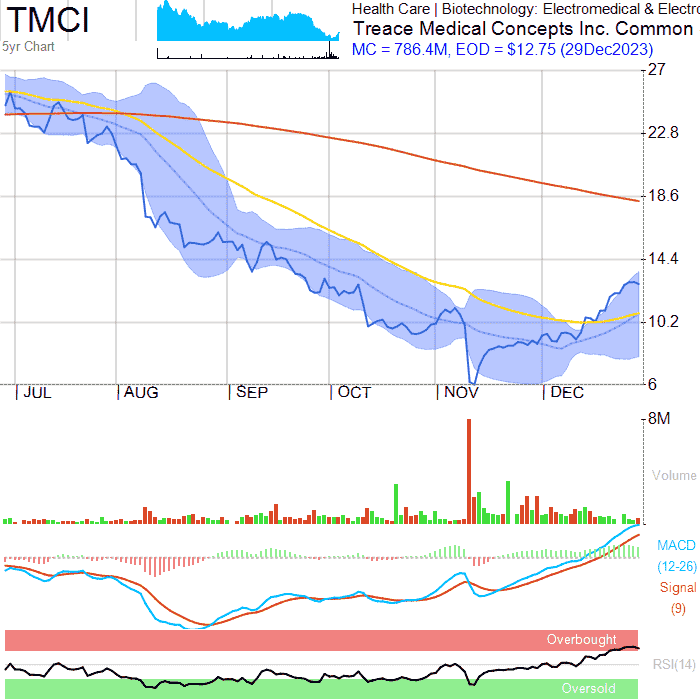 TMCI
5yr Chart
Health Care | Biotechnology: Electromedical & Electro
Treace Medical Concepts Inc. Common
MC = 786.4M, EOD = $12.75 (29Dec2023)
27
22.8
18.6
14.4
10.2
6
JUL
AUG
SEP
OCT
NOV
DEC
8M
Volume
MACD
(12-26)
Signal
(9)
Overbought
RSI(14)
Oversold